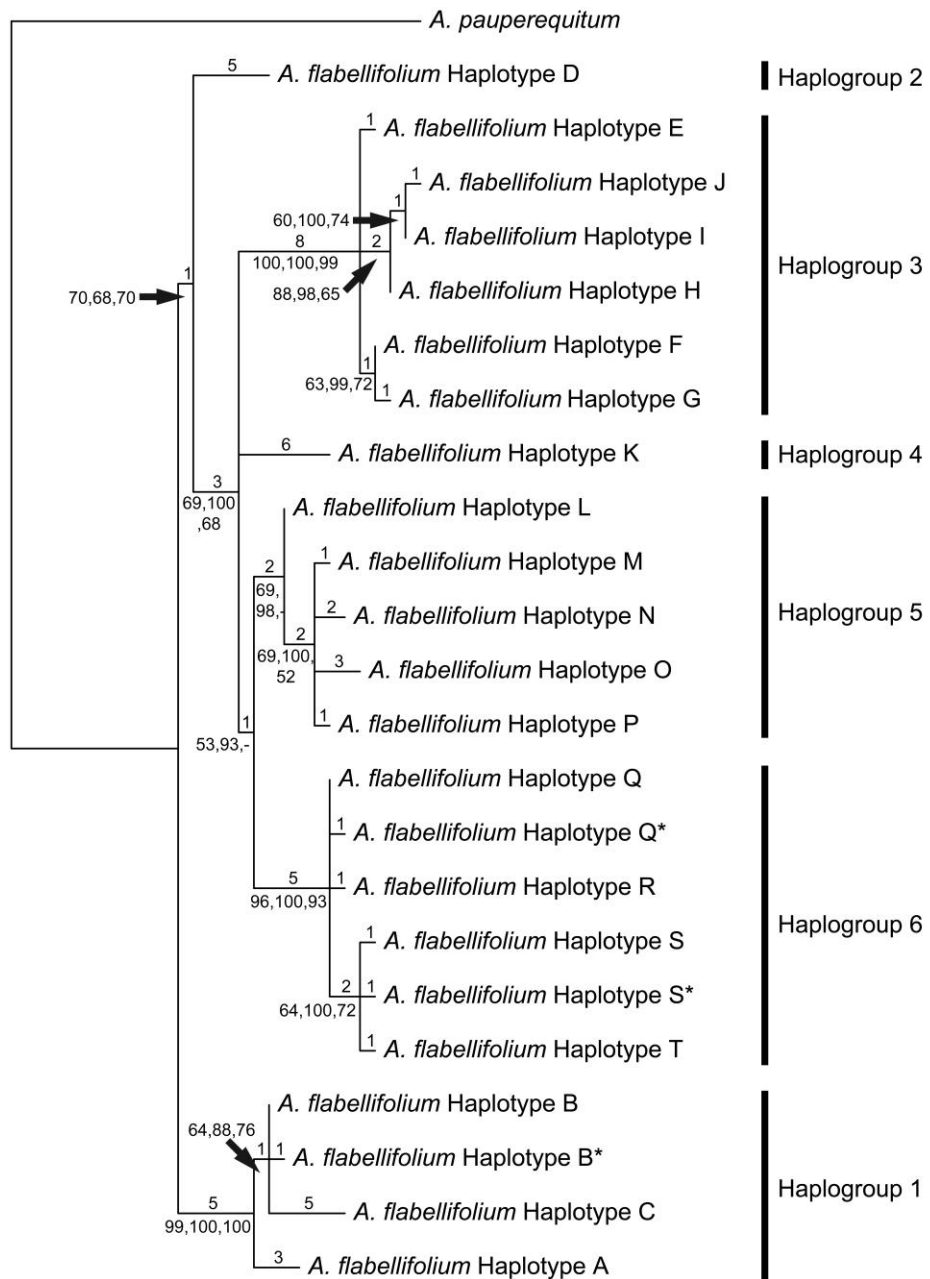 A. pauperequitum
5
A. flabellifolium Haplotype D
Haplogroup 2
1
A. flabellifolium Haplotype E
1
A. flabellifolium Haplotype J
1
60,100,74
A. flabellifolium Haplotype I
8
2
100,100,99
Haplogroup 3
1
88,98,65
A. flabellifolium Haplotype H
70,68,70
A. flabellifolium Haplotype F
1
63,99,72
1
A. flabellifolium Haplotype G
6
A. flabellifolium Haplotype K
Haplogroup 4
3
69,100
,68
A. flabellifolium Haplotype L
1
A. flabellifolium Haplotype M
2
69,
98,-
2
A. flabellifolium Haplotype N
Haplogroup 5
2
69,100,
52
3
A. flabellifolium Haplotype O
1
A. flabellifolium Haplotype P
1
53,93,-
A. flabellifolium Haplotype Q
1
A. flabellifolium Haplotype Q*
5
96,100,93
1
A. flabellifolium Haplotype R
Haplogroup 6
1
A. flabellifolium Haplotype S
2
64,100,72
1
A. flabellifolium Haplotype S*
1
A. flabellifolium Haplotype T
A. flabellifolium Haplotype B
64,88,76
1
1
A. flabellifolium Haplotype B*
Haplogroup 1
5
99,100,100
5
A. flabellifolium Haplotype C
3
A. flabellifolium Haplotype A